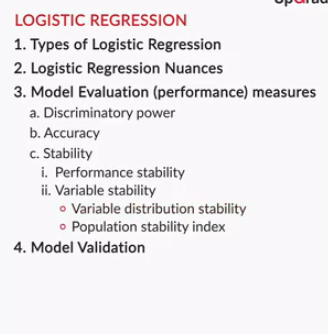 LOGISTIC REGRESSION
1. Types of Logistic Regression
2. Logistic Regression Nuances
3. Model Evaluation (performance) measures
a. Discriminatory power
b. Accuracy
c. Stability
i. Performance stability
ii. Variable stability
Variable distribution stability
Population stability index
4. Model Validation